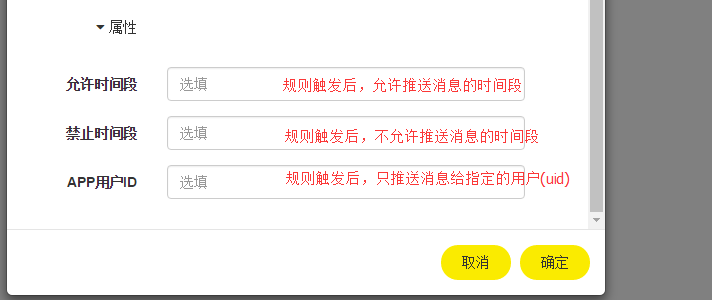 属性
允许时间段 选填 规则触发后，允许推送消息的时间段
禁止时间段 选填 规则触发后，不允许推送消息的时间段
APP用户ID 选填 规则触发后，只推送消息给指定的用户(uid)
取消 确定